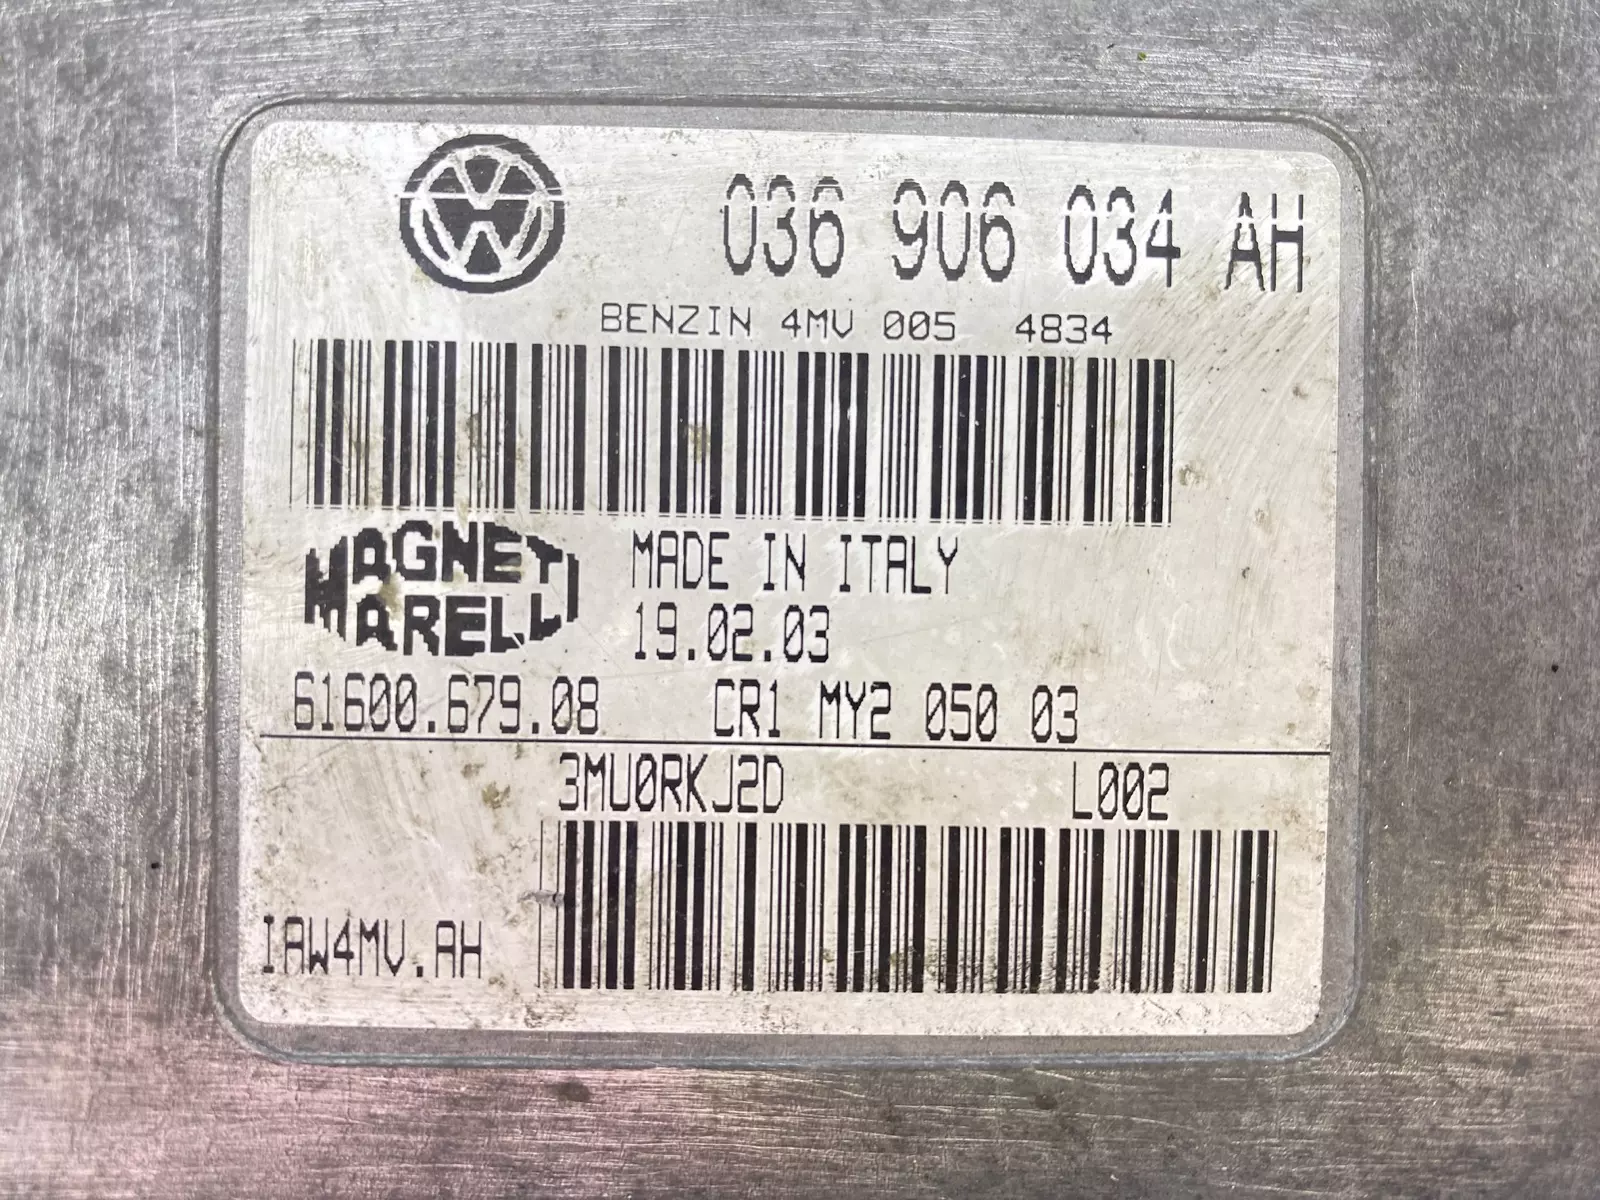 036 906 034 AH
BENZIN 4MV 005 4834
MAGNETI
MARELLI
MADE IN ITALY
19.02.03
61600.679.08 CR1 MY2 050 03
3MU0RKJ2D L002
IAW4MV.AH